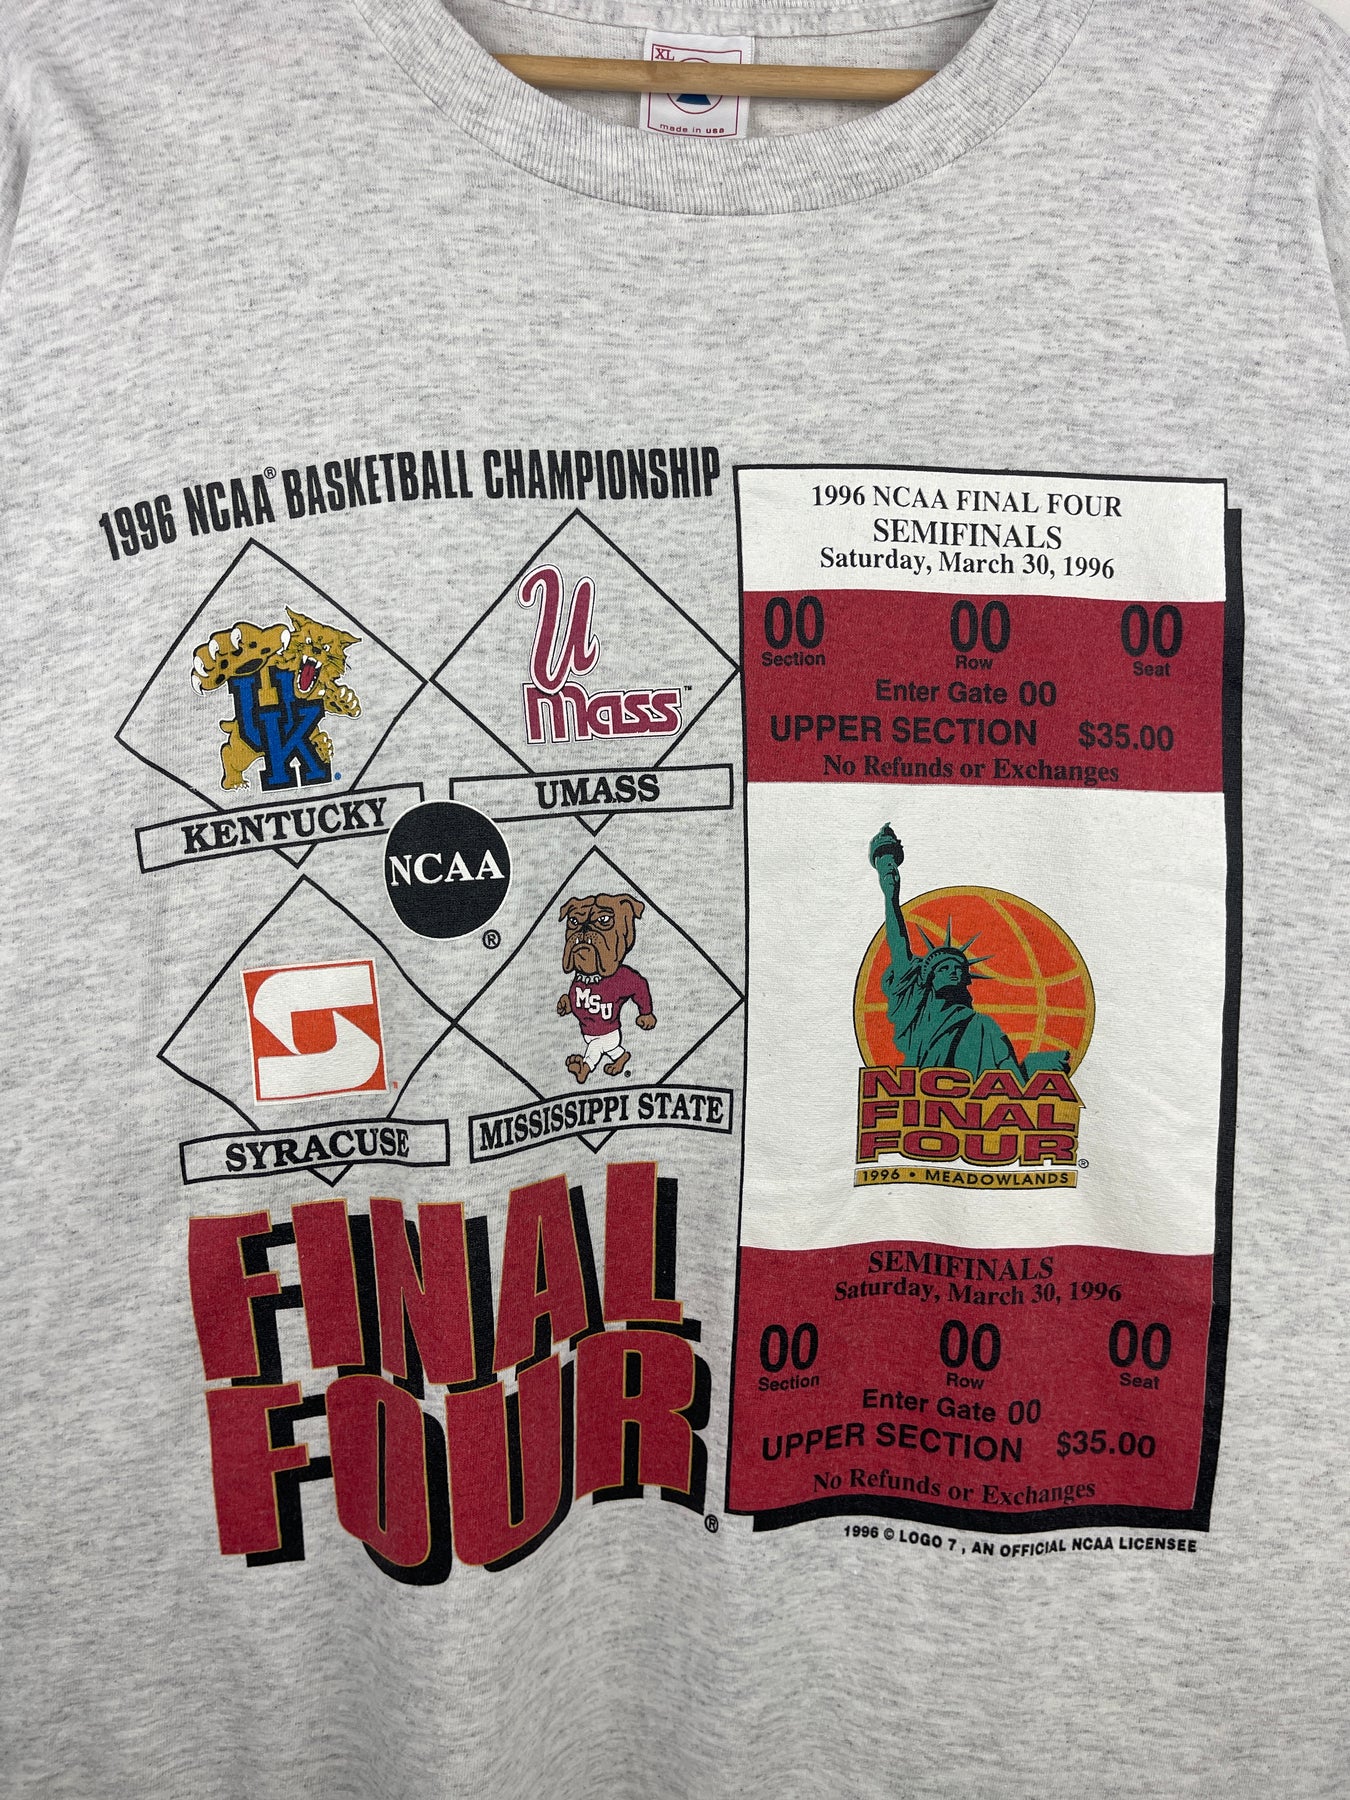 XL
made in usa
1996 NCAA® BASKETBALL CHAMPIONSHIP
UK
KENTUCKY
U
Mass™
UMASS
NCAA
®
S
SYRACUSE
MSU
MISSISSIPPI STATE
FINAL
FOUR
®
1996 NCAA FINAL FOUR
SEMIFINALS
Saturday, March 30, 1996
00 00 00
Section Row Seat
Enter Gate 00
UPPER SECTION $35.00
No Refunds or Exchanges
NCAA
FINAL
FOUR®
1996 • MEADOWLANDS
SEMIFINALS
Saturday, March 30, 1996
00 00 00
Section Row Seat
Enter Gate 00
UPPER SECTION $35.00
No Refunds or Exchanges
1996 © LOGO 7, AN OFFICIAL NCAA LICENSEE